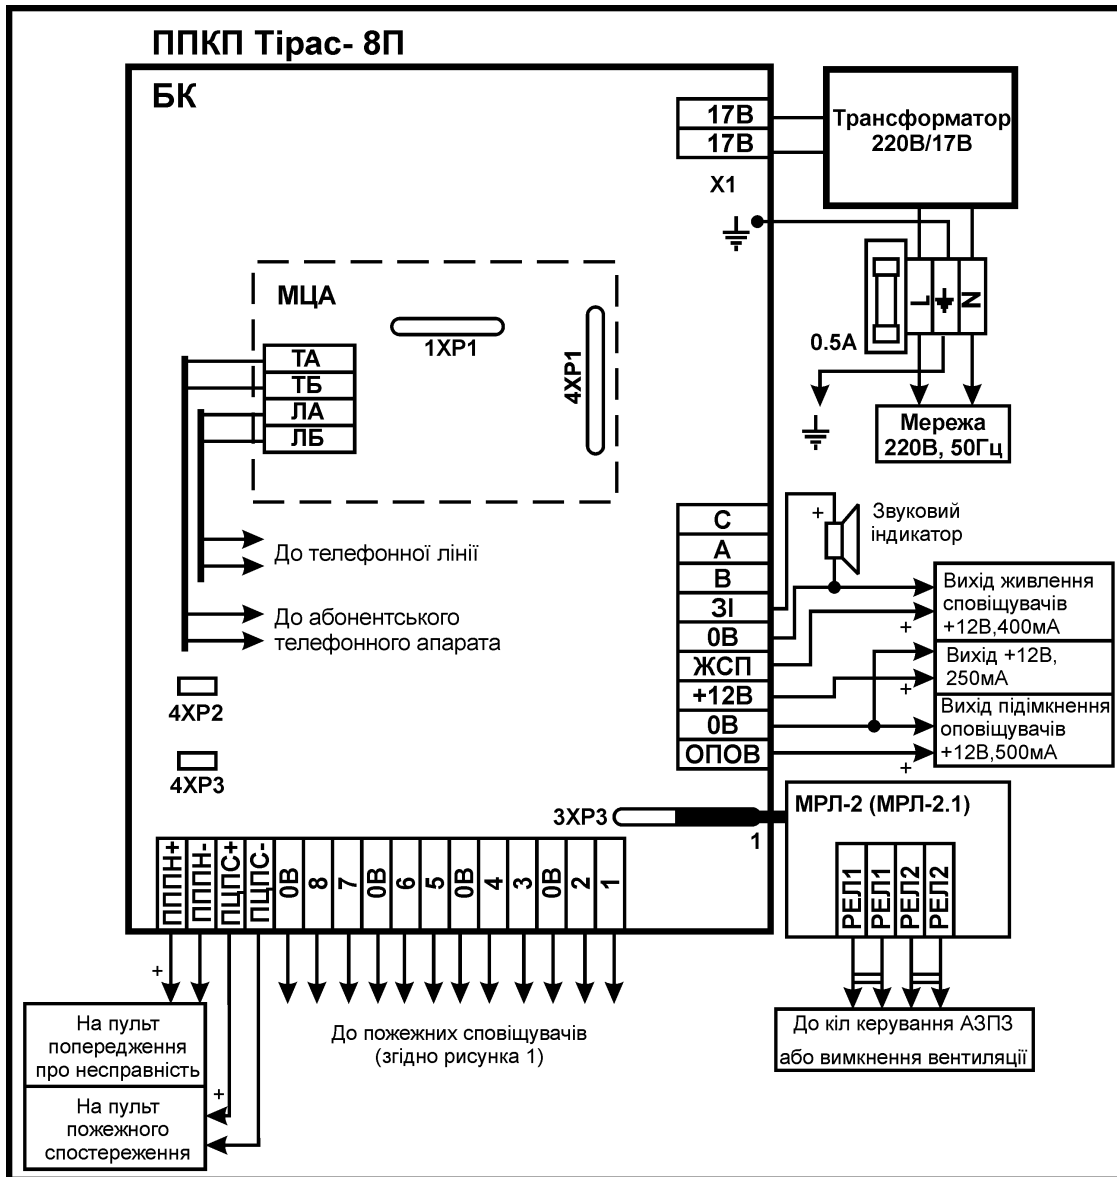 ППКП Тірас- 8П
БК
17В
17В
Х1
Трансформатор
220В/17В
L
N
0.5А
Мережа
220В, 50Гц
МЦА
1ХР1
4ХР1
ТА
ТБ
ЛА
ЛБ
До телефонної лінії
До абонентського
телефонного апарата
4ХР2
4ХР3
С
А
В
ЗІ
0В
ЖСП
+12В
0В
ОПОВ
+
Звуковий
індикатор
Вихід живлення
сповіщувачів
+12В,400мА
+
Вихід +12В,
250мА
+
Вихід підімкнення
оповіщувачів
+12В,500мА
+
3ХР3
1
МРЛ-2 (МРЛ-2.1)
РЕЛ1
РЕЛ1
РЕЛ2
РЕЛ2
До кіл керування АЗПЗ
або вимкнення вентиляції
ПППН+
ПППН-
ПЦПС+
ПЦПС-
0В
8
7
0В
6
5
0В
4
3
0В
2
1
+
На пульт
попередження
про несправність
+
На пульт
пожежного
спостереження
До пожежних сповіщувачів
(згідно рисунка 1)